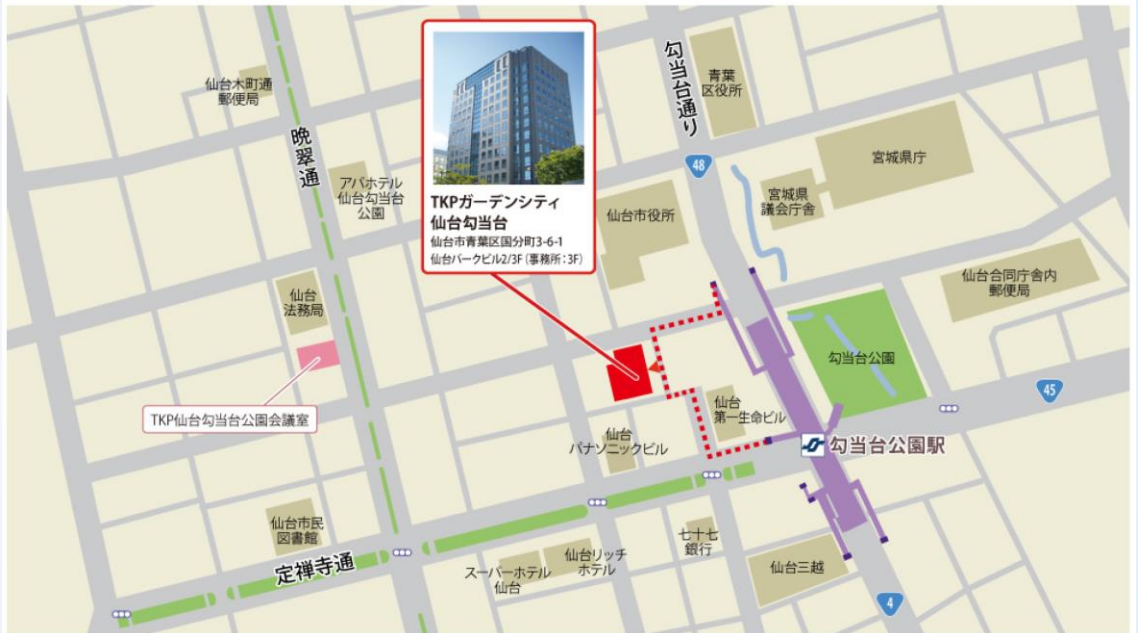 仙台木町通
郵便局
晩翠通
アパホテル
仙台勾当台
公園
TKPガーデンシティ
仙台勾当台
仙台市青葉区国分町3-6-1
仙台パークビル2/3F（事務所：3F）
勾当台通り
青葉
区役所
48
宮城県庁
宮城県
議会庁舎
仙台市役所
仙台合同庁舎内
郵便局
仙台
法務局
勾当台公園
TKP仙台勾当台公園会議室
45
仙台
第一生命ビル
仙台
パナソニックビル
勾当台公園駅
仙台市民
図書館
定禅寺通
スーパーホテル
仙台
仙台リッチ
ホテル
七十七
銀行
仙台三越
4